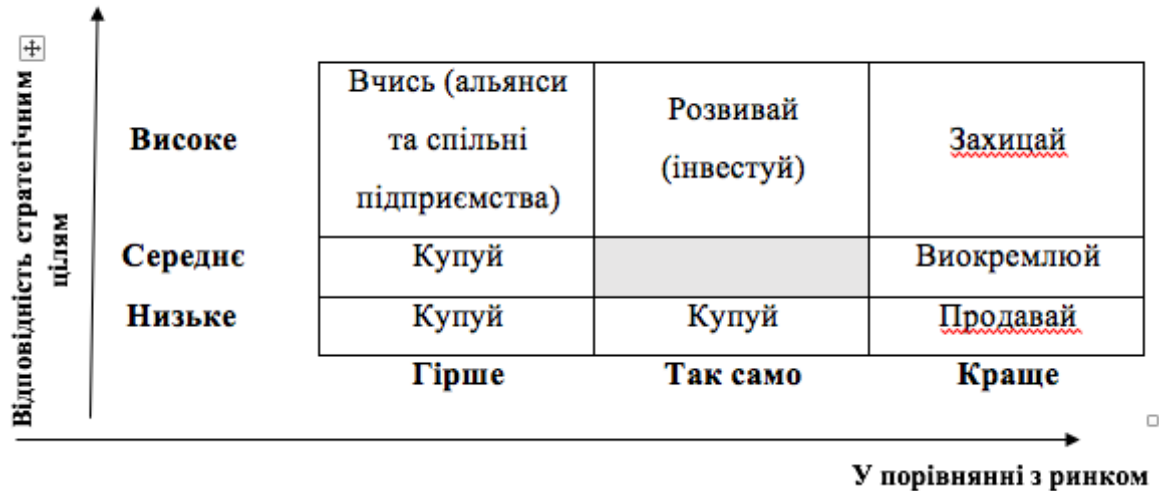 Відповідність стратегічним
цілям
Високе
Вчись (альянси
та спільні
підприємства)
Розвивай
(інвестуй)
Захицай
Середнє
Купуй
Виокремлюй
Низьке
Купуй
Купуй
Продавай
Гірше
Так само
Краще
У порівнянні з ринком